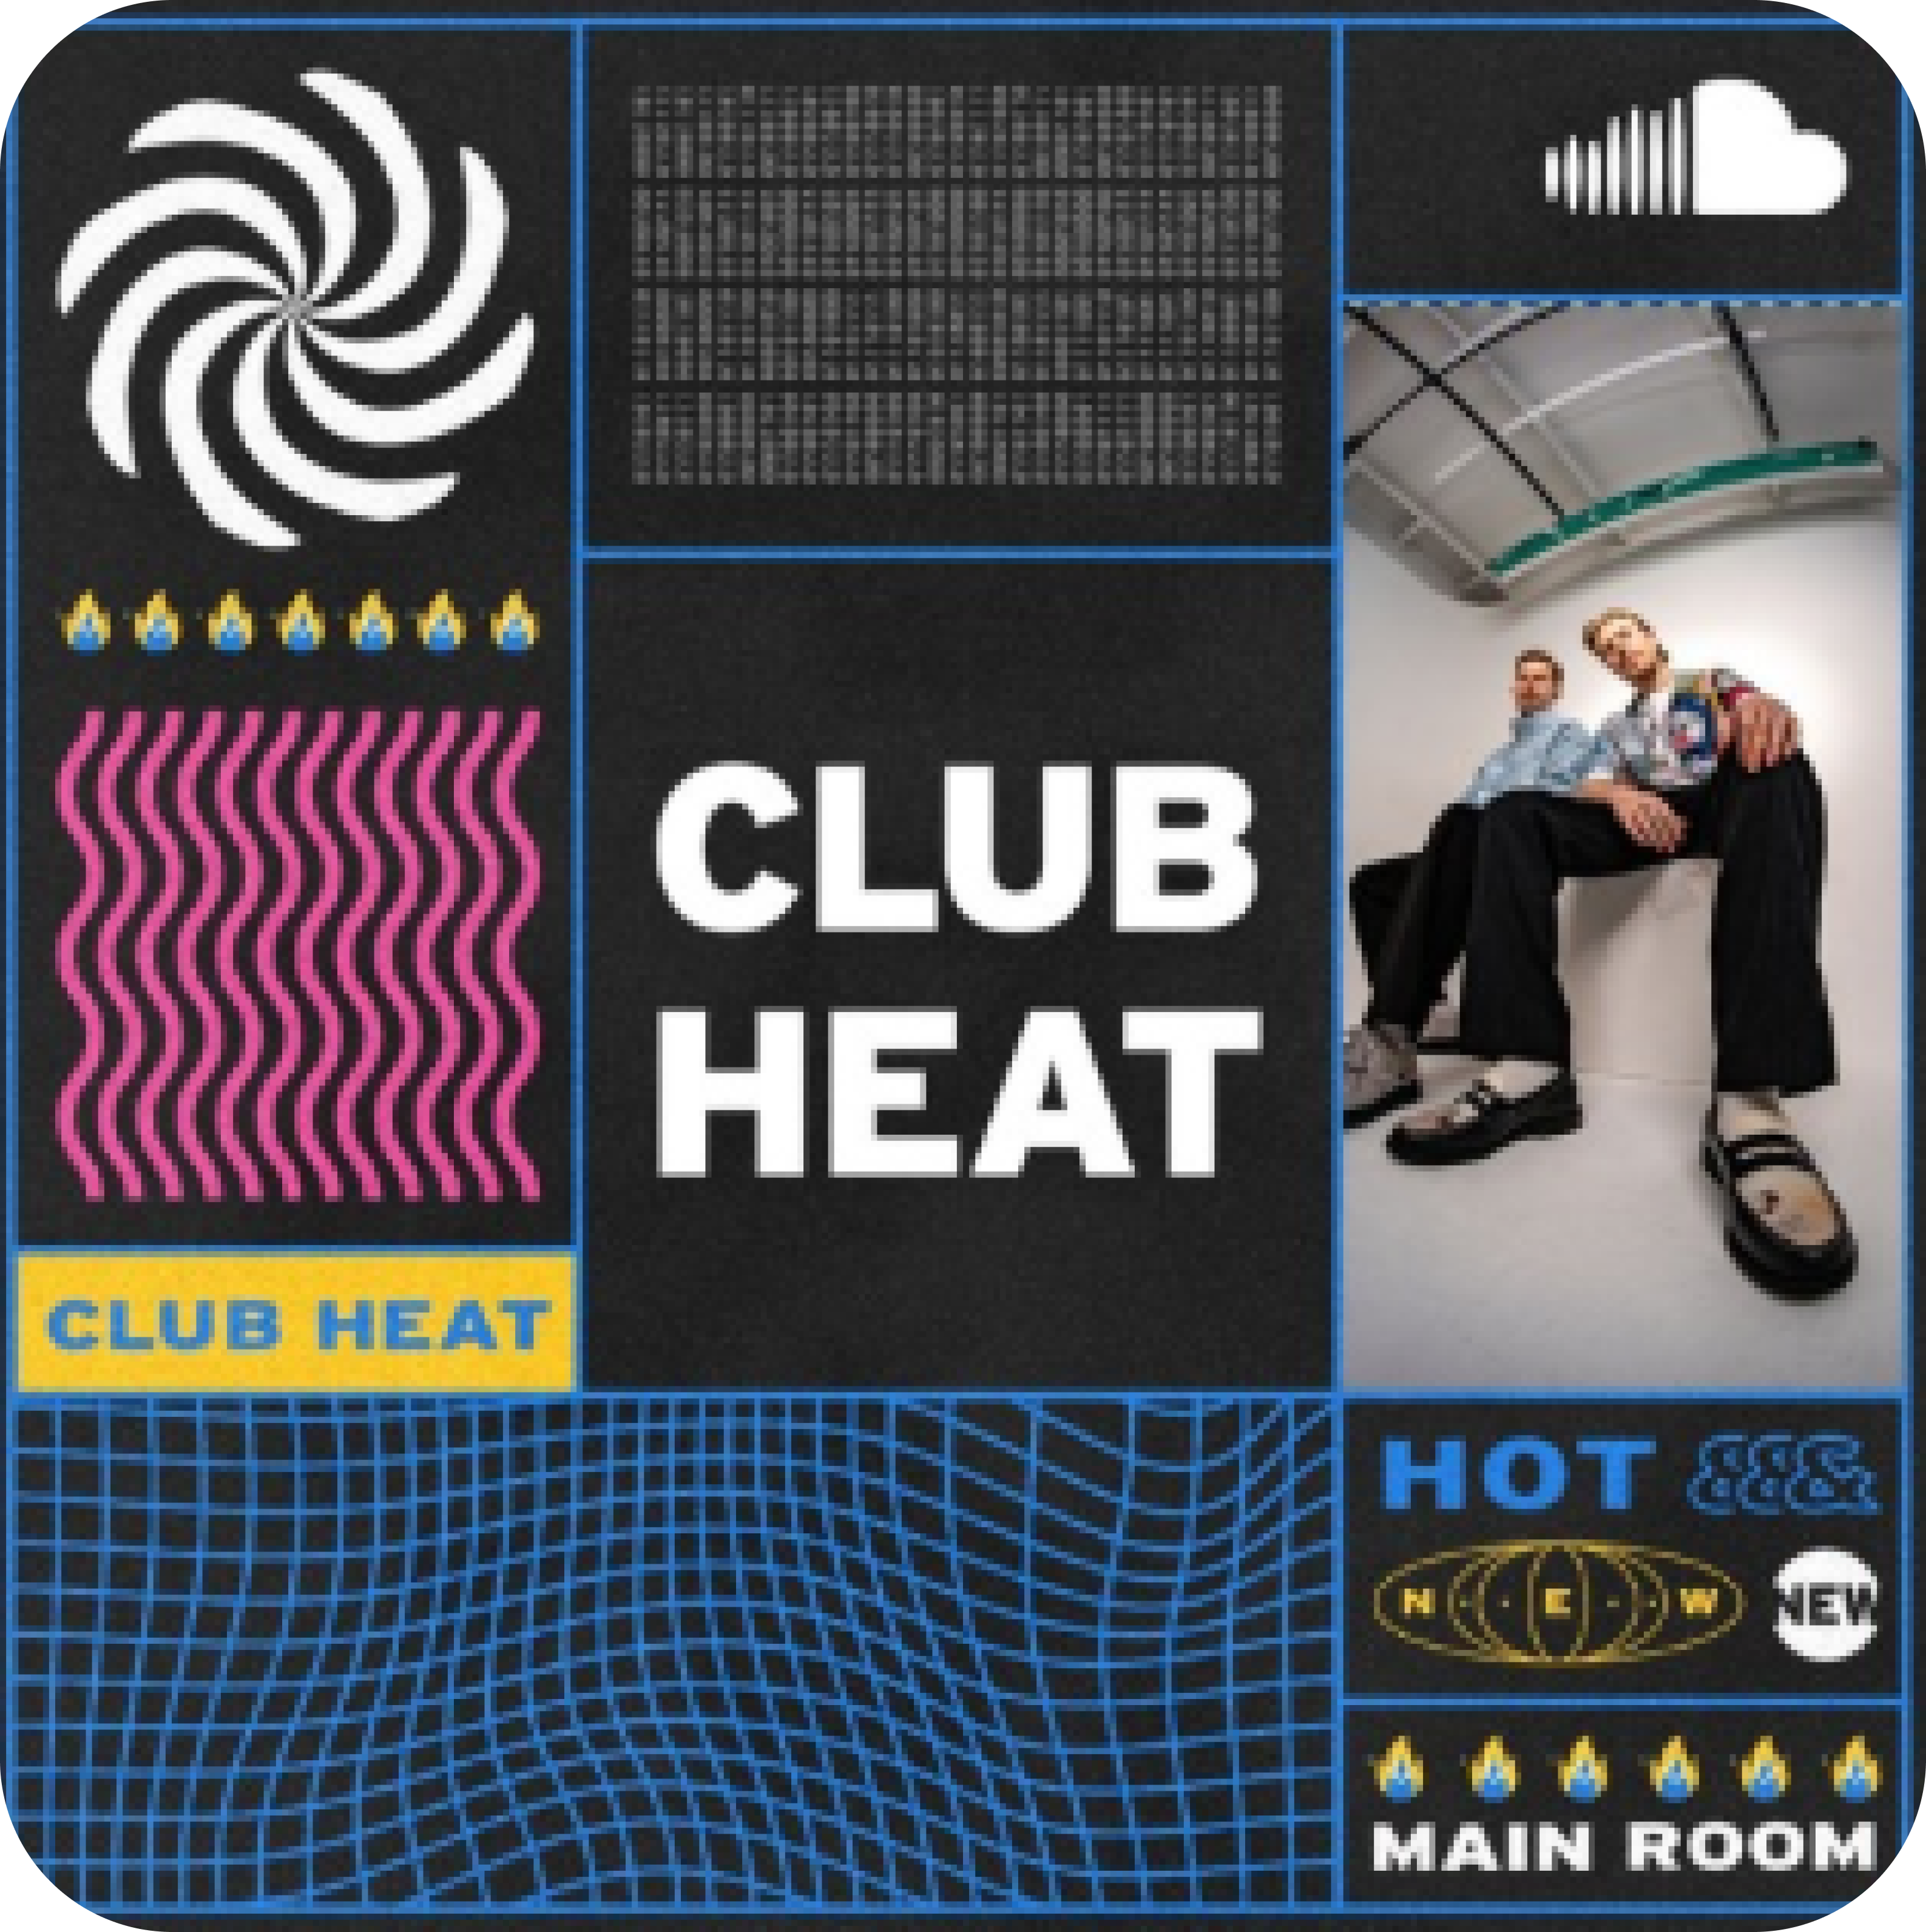 CLUB
HEAT
CLUB HEAT
HOT &&&
N E W
NEW
MAIN ROOM